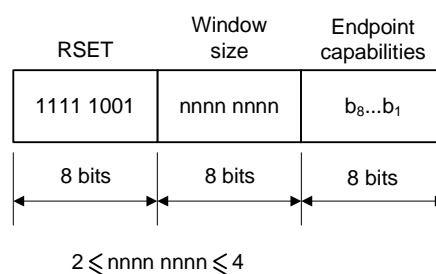 RSET Window size Endpoint capabilities
1111 1001 nnnn nnnn b₈...b₁
8 bits 8 bits 8 bits
2 ⩽ nnnn nnnn ⩽ 4